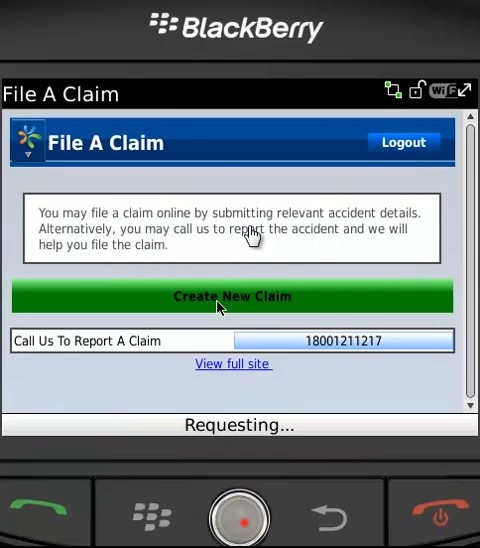 BlackBerry
File A Claim
WiFi
File A Claim
Logout
You may file a claim online by submitting relevant accident details.
Alternatively, you may call us to report the accident and we will
help you file the claim.
Create New Claim
Call Us To Report A Claim
18001211217
View full site
Requesting...